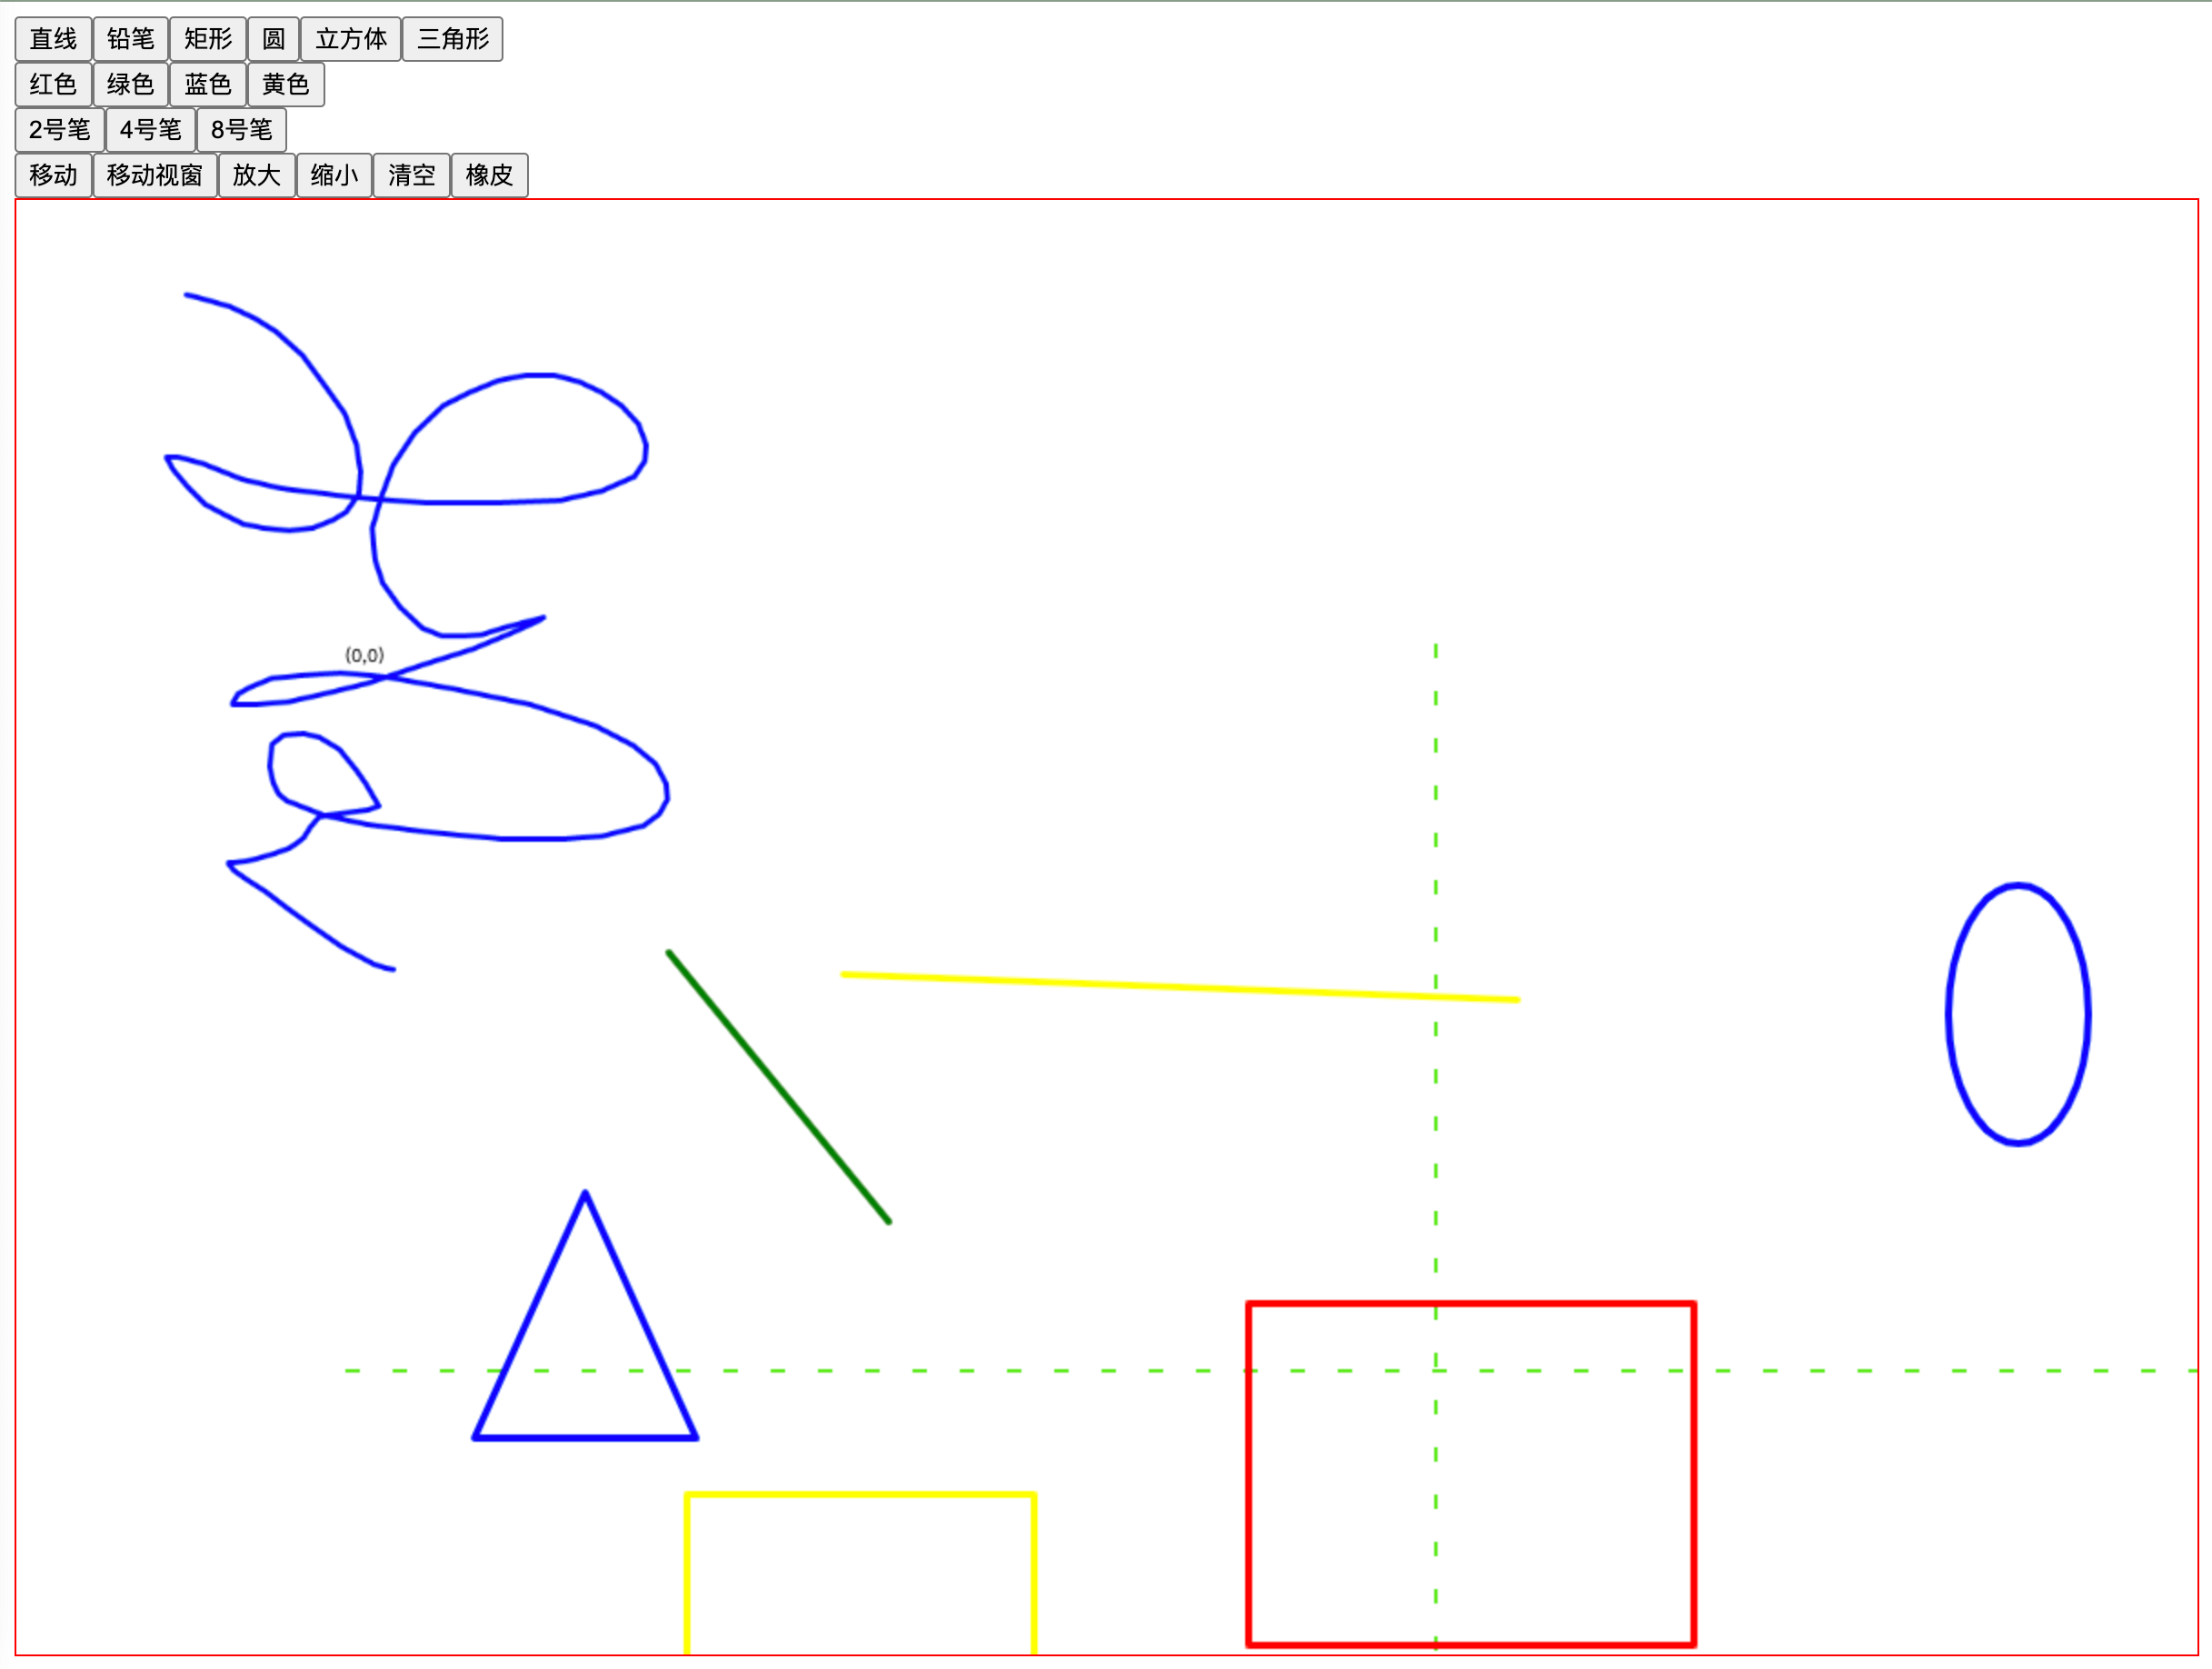 直线 铅笔 矩形 圆 立方体 三角形
红色 绿色 蓝色 黄色
2号笔 4号笔 8号笔
移动 移动视窗 放大 缩小 清空 橡皮
(0,0)